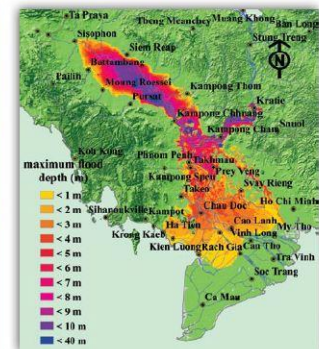 Ta Praya
Tbeng Meanchey
Muang Khong
Ban Long
Sisophon
Stung Treng
N
Siem Reap
Battambang
Pailin
Moung Roessei
Kampong Thom
Pursat
Kratie
Kampong Chhnang
Snuol
Kampong Cham
Koh Kong
Phnom Penh
Takhmau
maximum flood
depth (m)
Kampong Speu
Prey Veng
Takeo
Svay Rieng
< 1 m
< 2 m
< 3 m
< 4 m
< 5 m
< 6 m
< 7 m
< 8 m
< 9 m
< 10 m
< 40 m
Sihanoukville
Kampot
Chau Doc
Ho Chi Minh
Krong Kaeb
Ha Tien
Cao Lanh
My Tho
Vinh Long
Kien Luong
Rach Gia
Can Tho
Tra Vinh
Soc Trang
Ca Mau